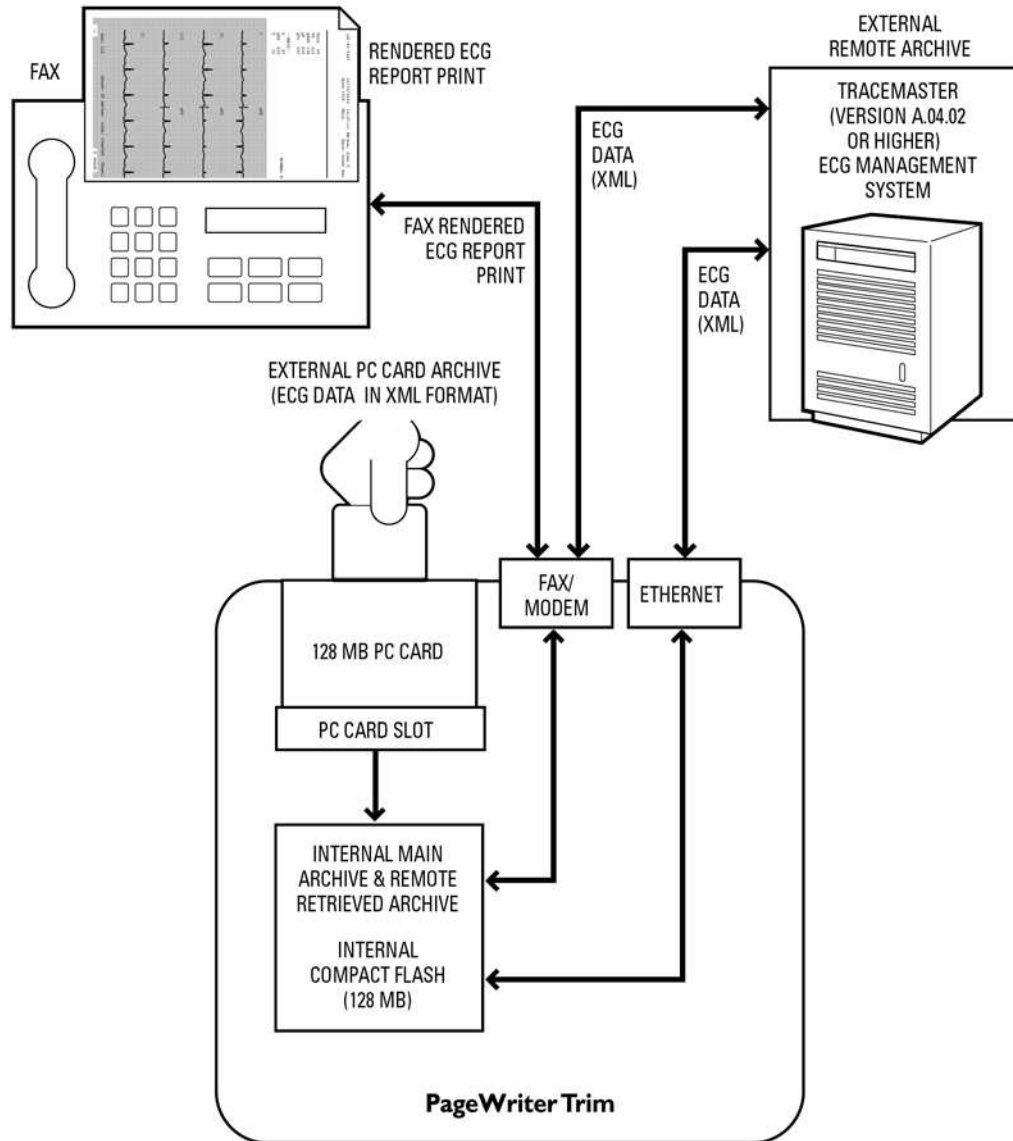 FAX
RENDERED ECG
REPORT PRINT
FAX RENDERED
ECG REPORT
PRINT
ECG
DATA
(XML)
ECG
DATA
(XML)
EXTERNAL
REMOTE ARCHIVE
TRACEMASTER
(VERSION A.04.02
OR HIGHER)
ECG MANAGEMENT
SYSTEM
EXTERNAL PC CARD ARCHIVE
(ECG DATA IN XML FORMAT)
128 MB PC CARD
PC CARD SLOT
FAX/
MODEM
ETHERNET
INTERNAL MAIN
ARCHIVE & REMOTE
RETRIEVED ARCHIVE
INTERNAL
COMPACT FLASH
(128 MB)
PageWriter Trim